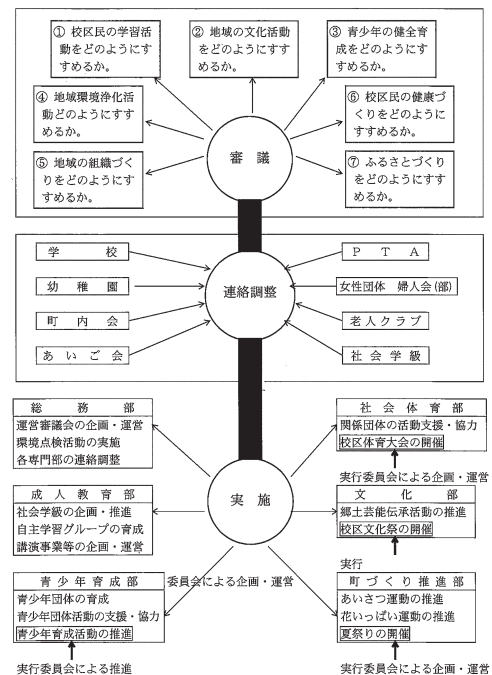 ① 校区民の学習活
動をどのようにす
すめるか。
② 地域の文化活動
をどのようにすす
めるか。
③ 青少年の健全育
成をどのようにす
すめるか。
④ 地域環境浄化活
動どのようにすす
めるか。
⑥ 校区民の健康づ
くりをどのように
すすめるか。
⑤ 地域の組織づく
りをどのようにす
すめるか。
⑦ ふるさとづくり
をどのようにすす
めるか。
審議
学校
幼稚園
町内会
あいご会
連絡調整
PTA
女性団体 婦人会(部)
老人クラブ
社会学級
総務部
運営審議会の企画・運営
環境点検活動の実施
各専門部の連絡調整
社会体育部
関係団体の活動支援・協力
校区体育大会の開催
実行委員会による企画・運営
成人教育部
社会学級の企画・推進
自主学習グループの育成
講演事業等の企画・運営
実施
文化部
郷土芸能伝承活動の推進
校区文化祭の開催
実行
委員会による企画・運営
青少年育成部
青少年団体の育成
青少年団体活動の支援・協力
青少年育成活動の推進
実行委員会による推進
町づくり推進部
あいさつ運動の推進
花いっぱい運動の推進
夏祭りの開催
実行委員会による企画・運営